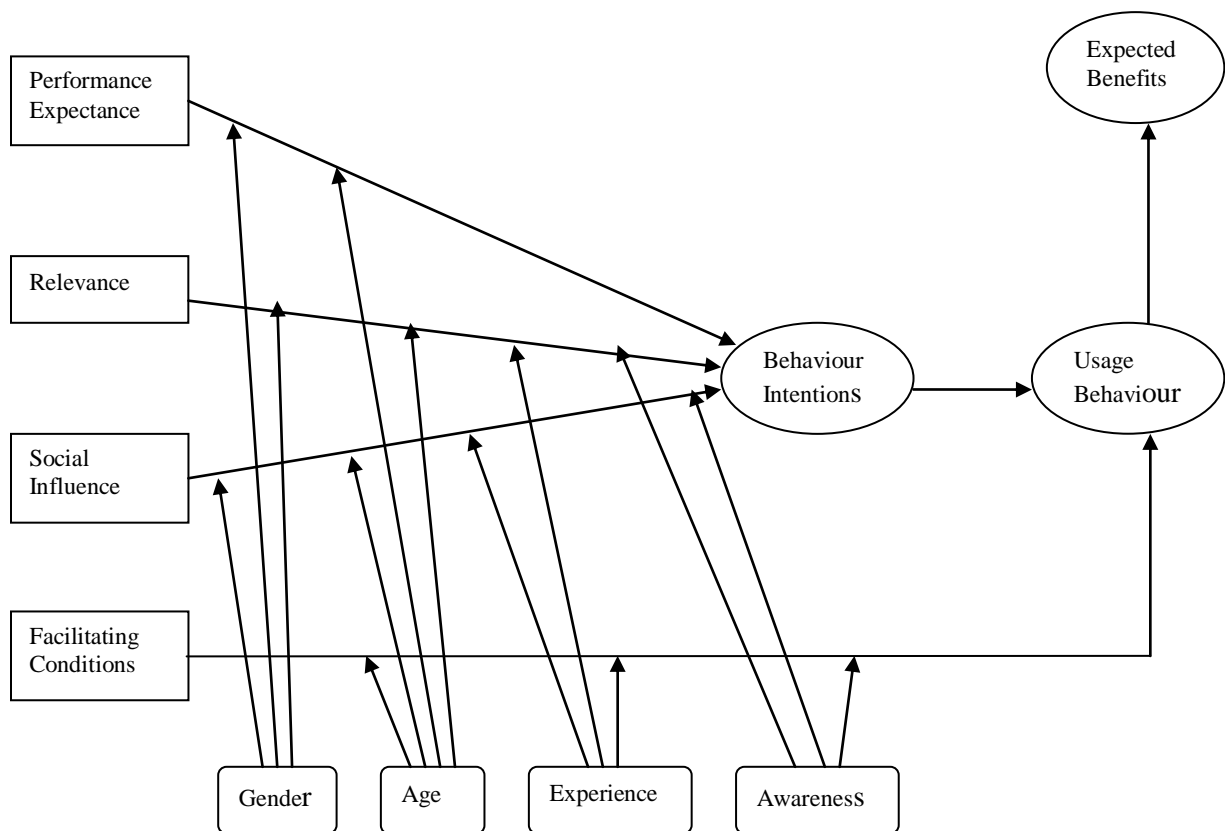 Performance
Expectance
Expected
Benefits
Relevance
Behaviour
Intentions
Usage
Behaviour
Social
Influence
Facilitating
Conditions
Gender
Age
Experience
Awareness